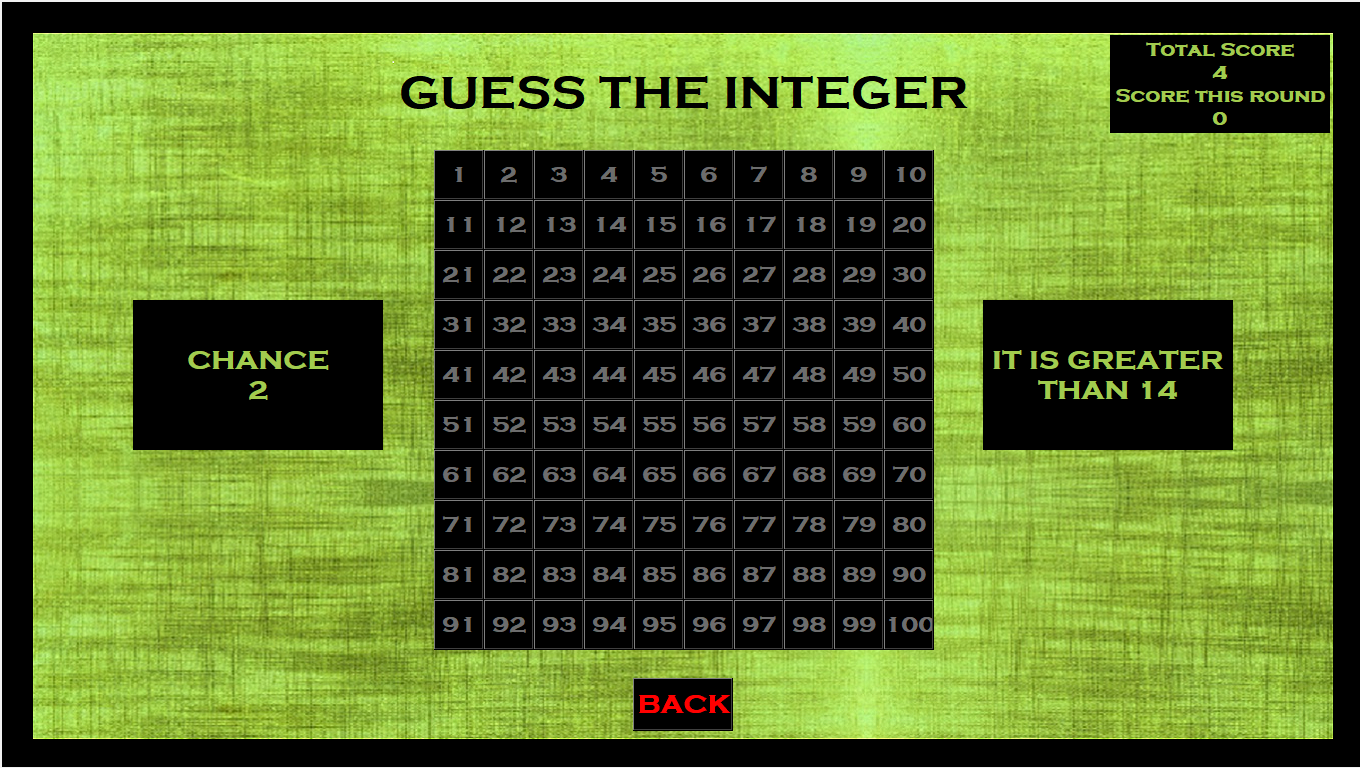 TOTAL SCORE
4
SCORE THIS ROUND
0
GUESS THE INTEGER
1 2 3 4 5 6 7 8 9 10
11 12 13 14 15 16 17 18 19 20
21 22 23 24 25 26 27 28 29 30
31 32 33 34 35 36 37 38 39 40
41 42 43 44 45 46 47 48 49 50
51 52 53 54 55 56 57 58 59 60
61 62 63 64 65 66 67 68 69 70
71 72 73 74 75 76 77 78 79 80
81 82 83 84 85 86 87 88 89 90
91 92 93 94 95 96 97 98 99 100
CHANCE
2
IT IS GREATER
THAN 14
BACK